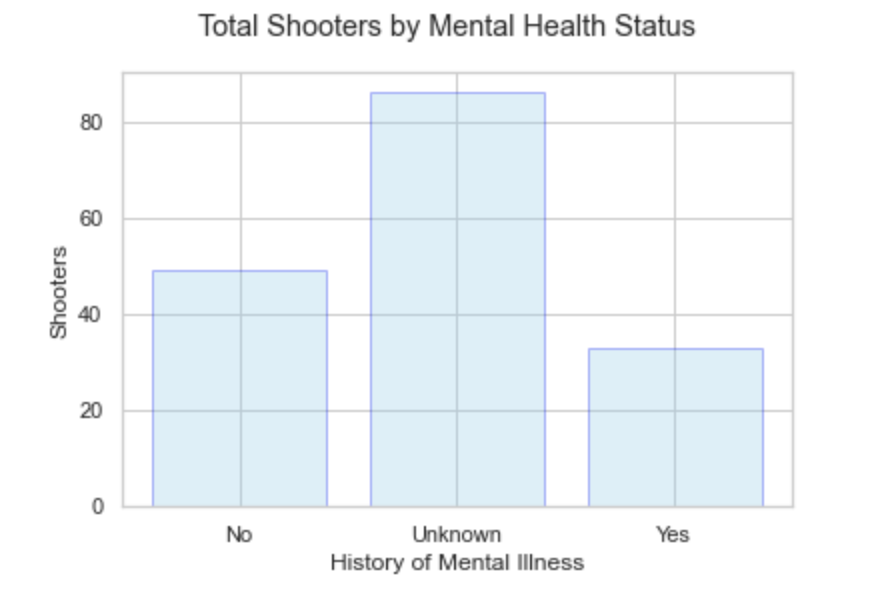 Total Shooters by Mental Health Status
80
60
40
20
0
Shooters
No
Unknown
Yes
History of Mental Illness